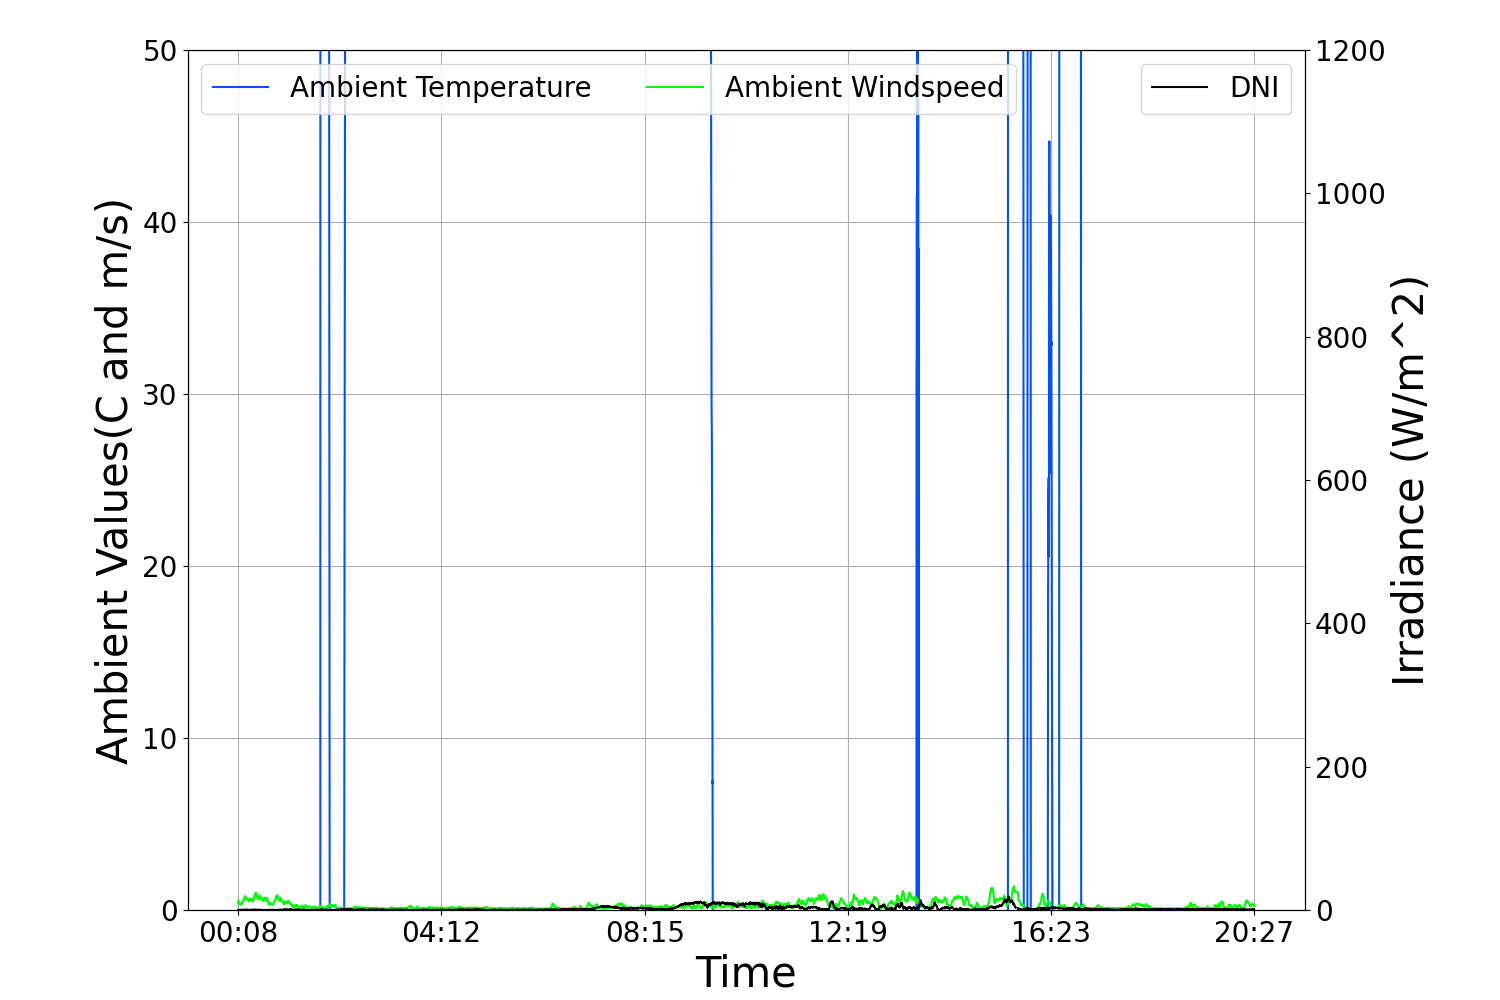 Ambient Temperature
Ambient Windspeed
DNI
Ambient Values(C and m/s)
50
40
30
20
10
0
1200
1000
800
600
400
200
0
Irradiance (W/m^2)
00:08 04:12 08:15 12:19 16:23 20:27
Time